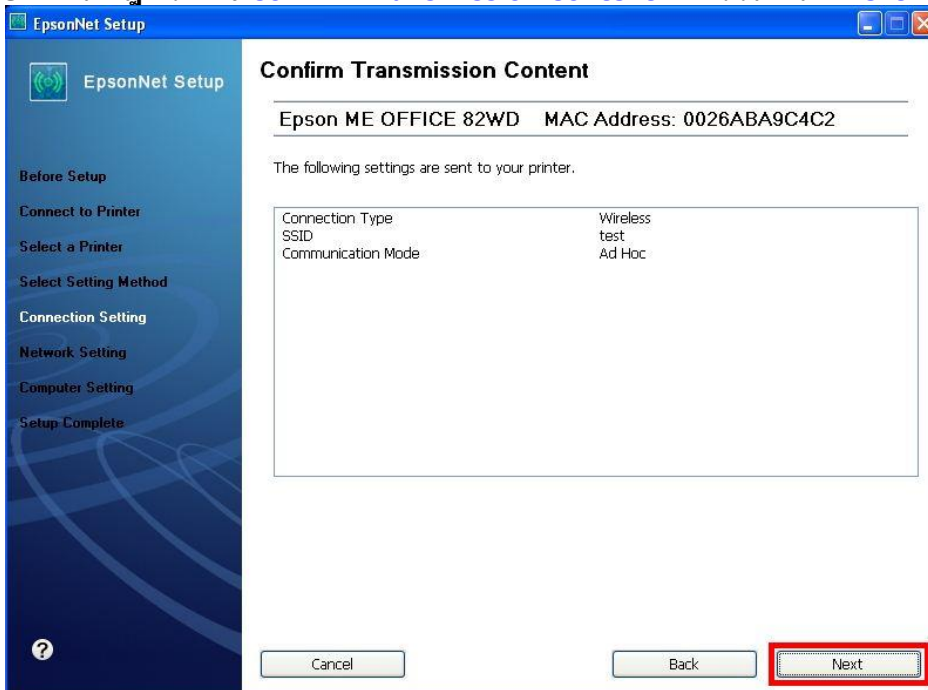 EpsonNet Setup
EpsonNet Setup
Confirm Transmission Content
Epson ME OFFICE 82WD MAC Address: 0026ABA9C4C2
The following settings are sent to your printer.
Before Setup
Connect to Printer
Select a Printer
Select Setting Method
Connection Setting
Network Setting
Computer Setting
Setup Complete
Connection Type Wireless
SSID test
Communication Mode Ad Hoc
?
Cancel Back Next